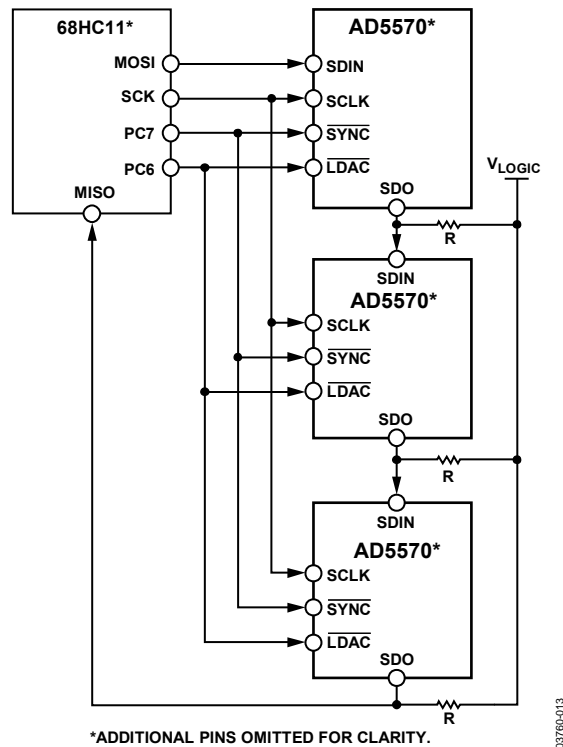 68HC11*
MOSI
SCK
PC7
PC6
MISO
AD5570*
SDIN
SCLK
SYNC
LDAC
SDO
VLOGIC
R
SDIN
AD5570*
SCLK
SYNC
LDAC
SDO
R
SDIN
AD5570*
SCLK
SYNC
LDAC
SDO
R
*ADDITIONAL PINS OMITTED FOR CLARITY.
03760-013